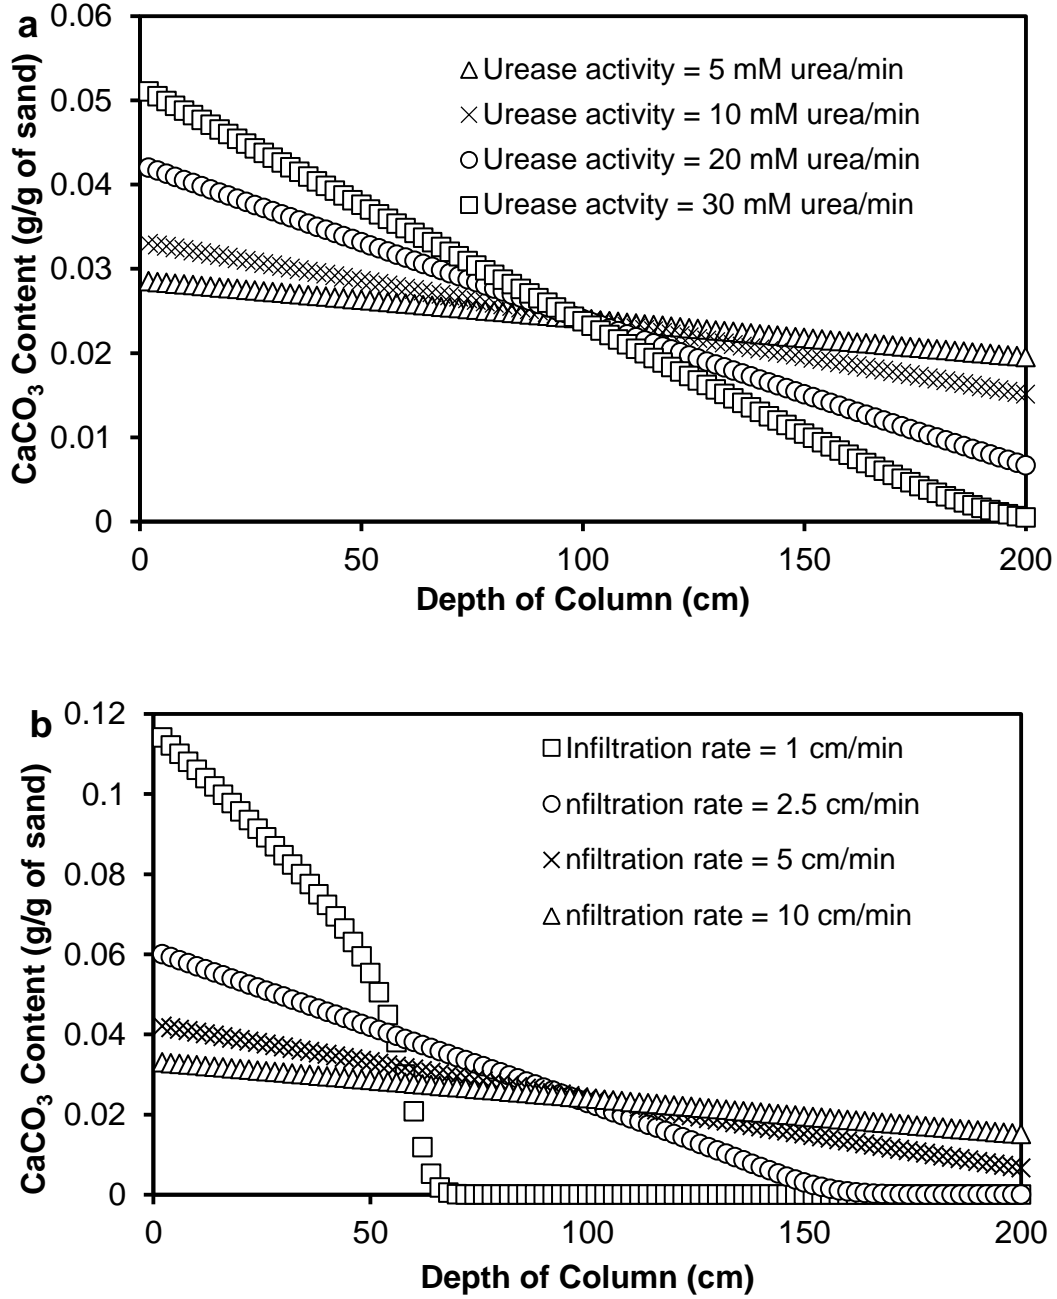 a
0.06
0.05
0.04
0.03
0.02
0.01
0
CaCO3 Content (g/g of sand)
Urease activity = 5 mM urea/min
Urease activity = 10 mM urea/min
Urease activity = 20 mM urea/min
Urease actvity = 30 mM urea/min
0 50 100 150 200
Depth of Column (cm)
b
0.12
0.1
0.08
0.06
0.04
0.02
0
CaCO3 Content (g/g of sand)
Infiltration rate = 1 cm/min
nfiltration rate = 2.5 cm/min
nfiltration rate = 5 cm/min
nfiltration rate = 10 cm/min
0 50 100 150 200
Depth of Column (cm)